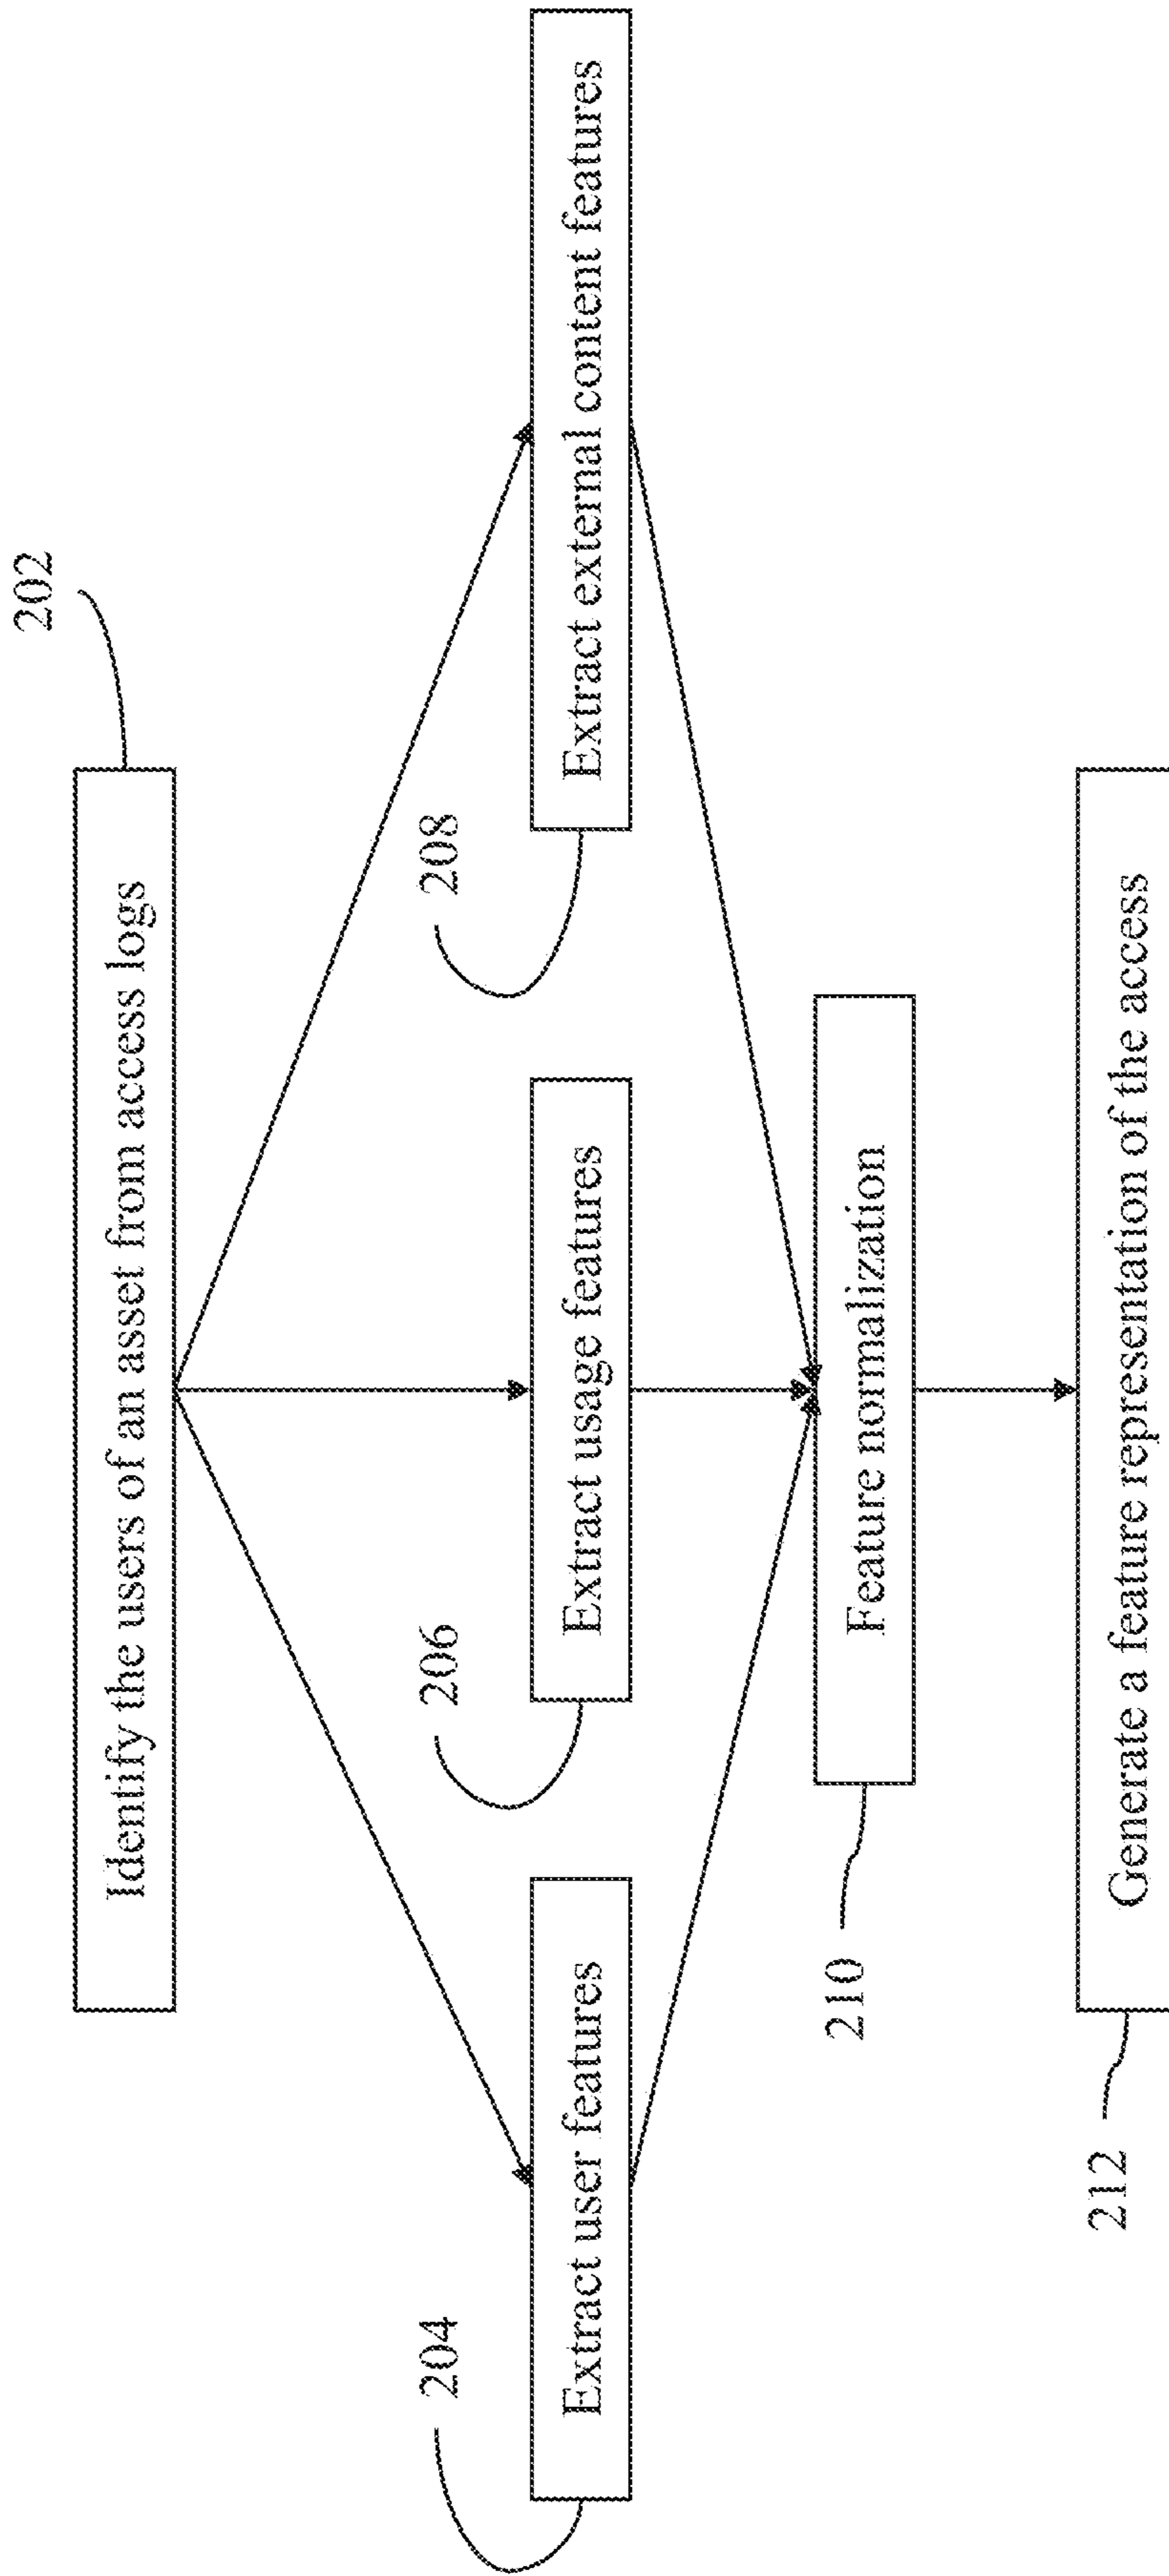 202
Identify the users of an asset from access logs
204
206
208
Extract user features
Extract usage features
Extract external content features
210
Feature normalization
212
Generate a feature representation of the access